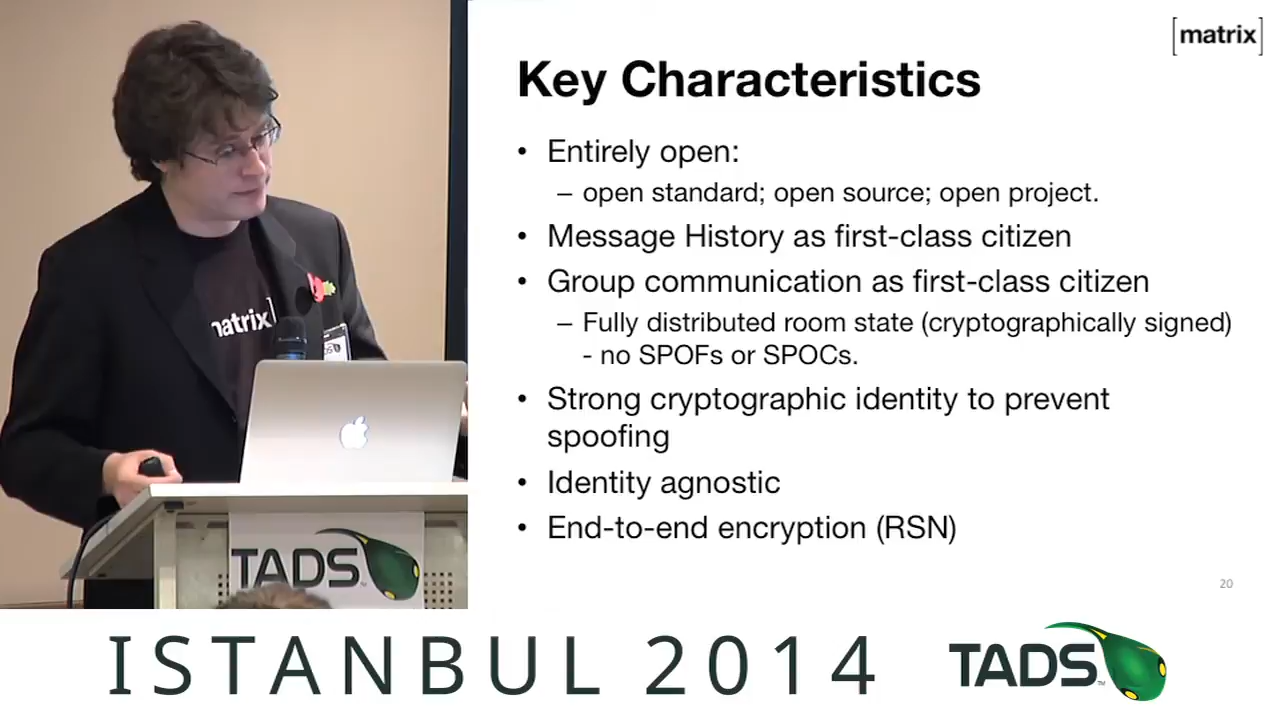 [matrix]
Key Characteristics
• Entirely open:
– open standard; open source; open project.
• Message History as first-class citizen
• Group communication as first-class citizen
– Fully distributed room state (cryptographically signed)
- no SPOFs or SPOCs.
• Strong cryptographic identity to prevent
spoofing
• Identity agnostic
• End-to-end encryption (RSN)
20
matrix]
TADS
ISTANBUL 2014
TADS™